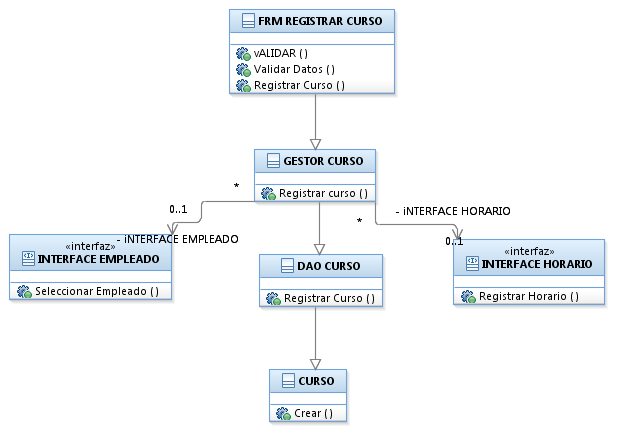 FRM REGISTRAR CURSO
vALIDAR ()
Validar Datos ()
Registrar Curso ()
GESTOR CURSO
Registrar curso ()
*
0..1
- iNTERFACE EMPLEADO
- iNTERFACE HORARIO
*
0..1
«interfaz»
INTERFACE EMPLEADO
Seleccionar Empleado ()
DAO CURSO
Registrar Curso ()
«interfaz»
INTERFACE HORARIO
Registrar Horario ()
CURSO
Crear ()